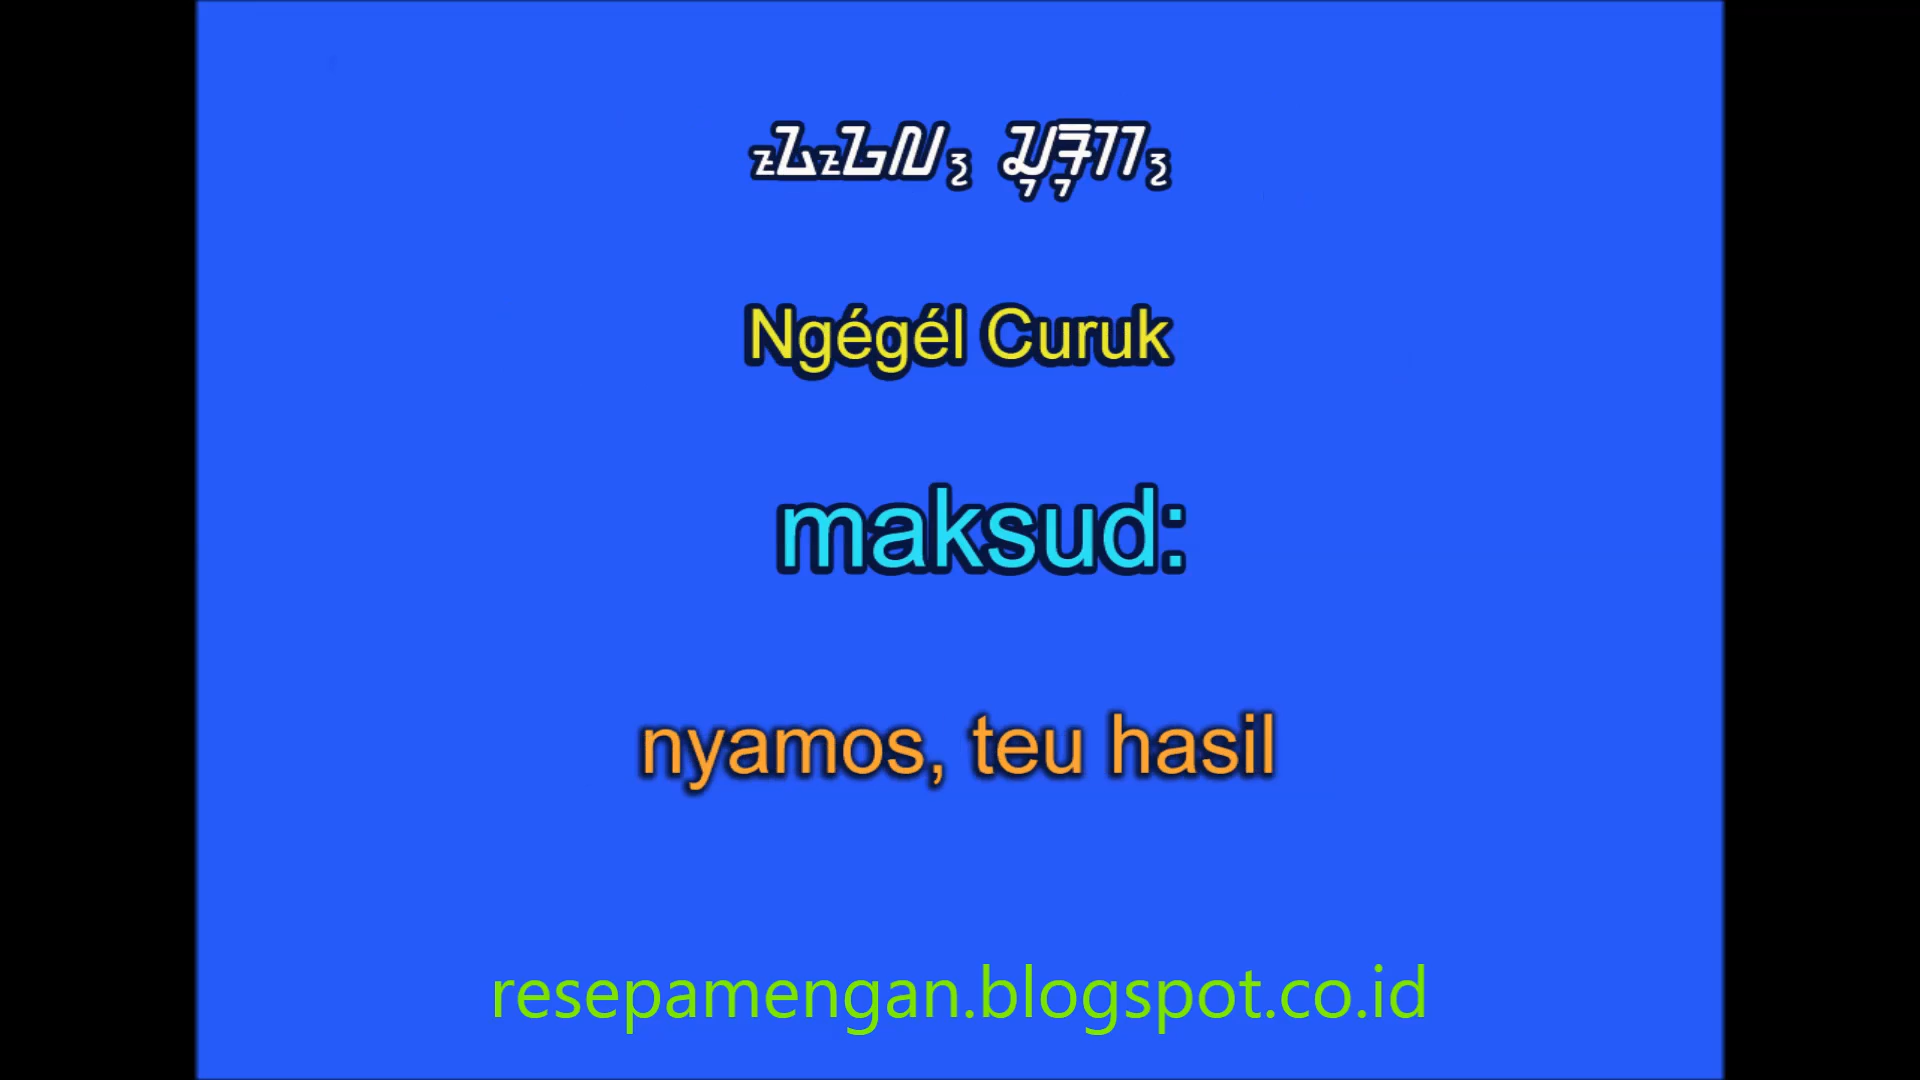 ᮍᮦᮌᮦᮜ᮪ ᮎᮥᮛᮥᮊ᮪
Ngégél Curuk
maksud:
nyamos, teu hasil
resepamengan.blogspot.co.id